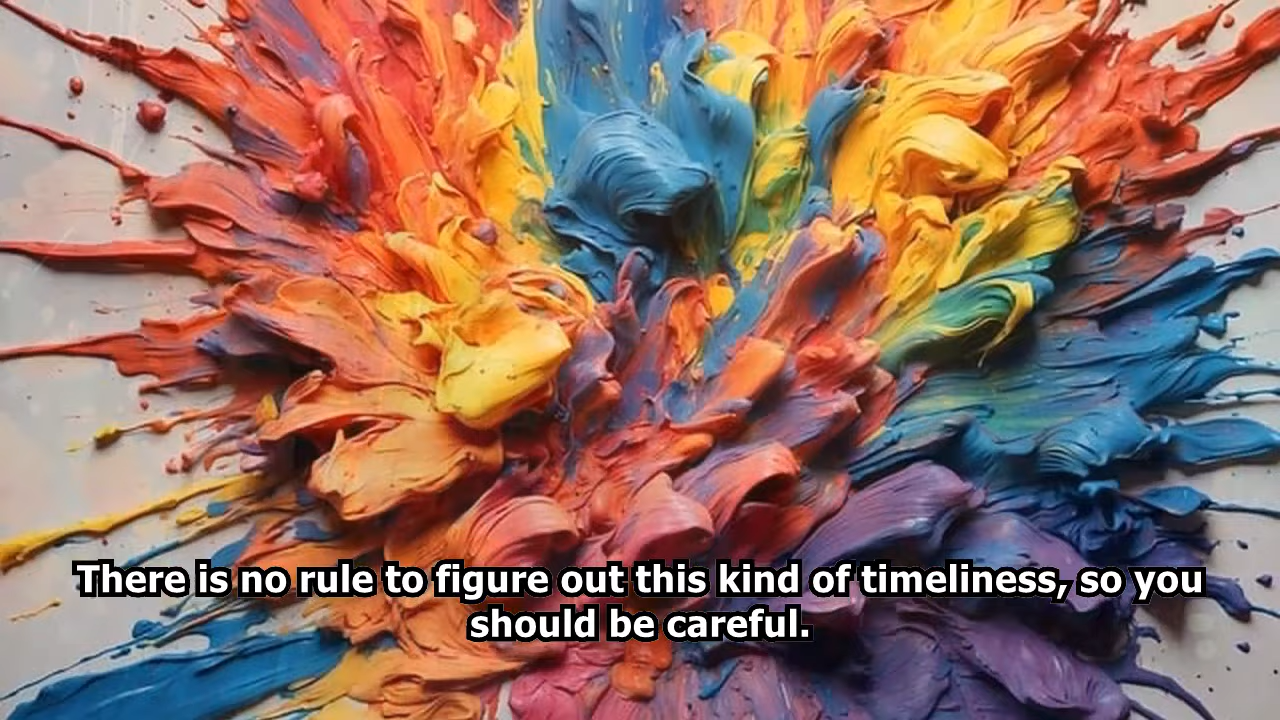 There is no rule to figure out this kind of timeliness, so you
should be careful.